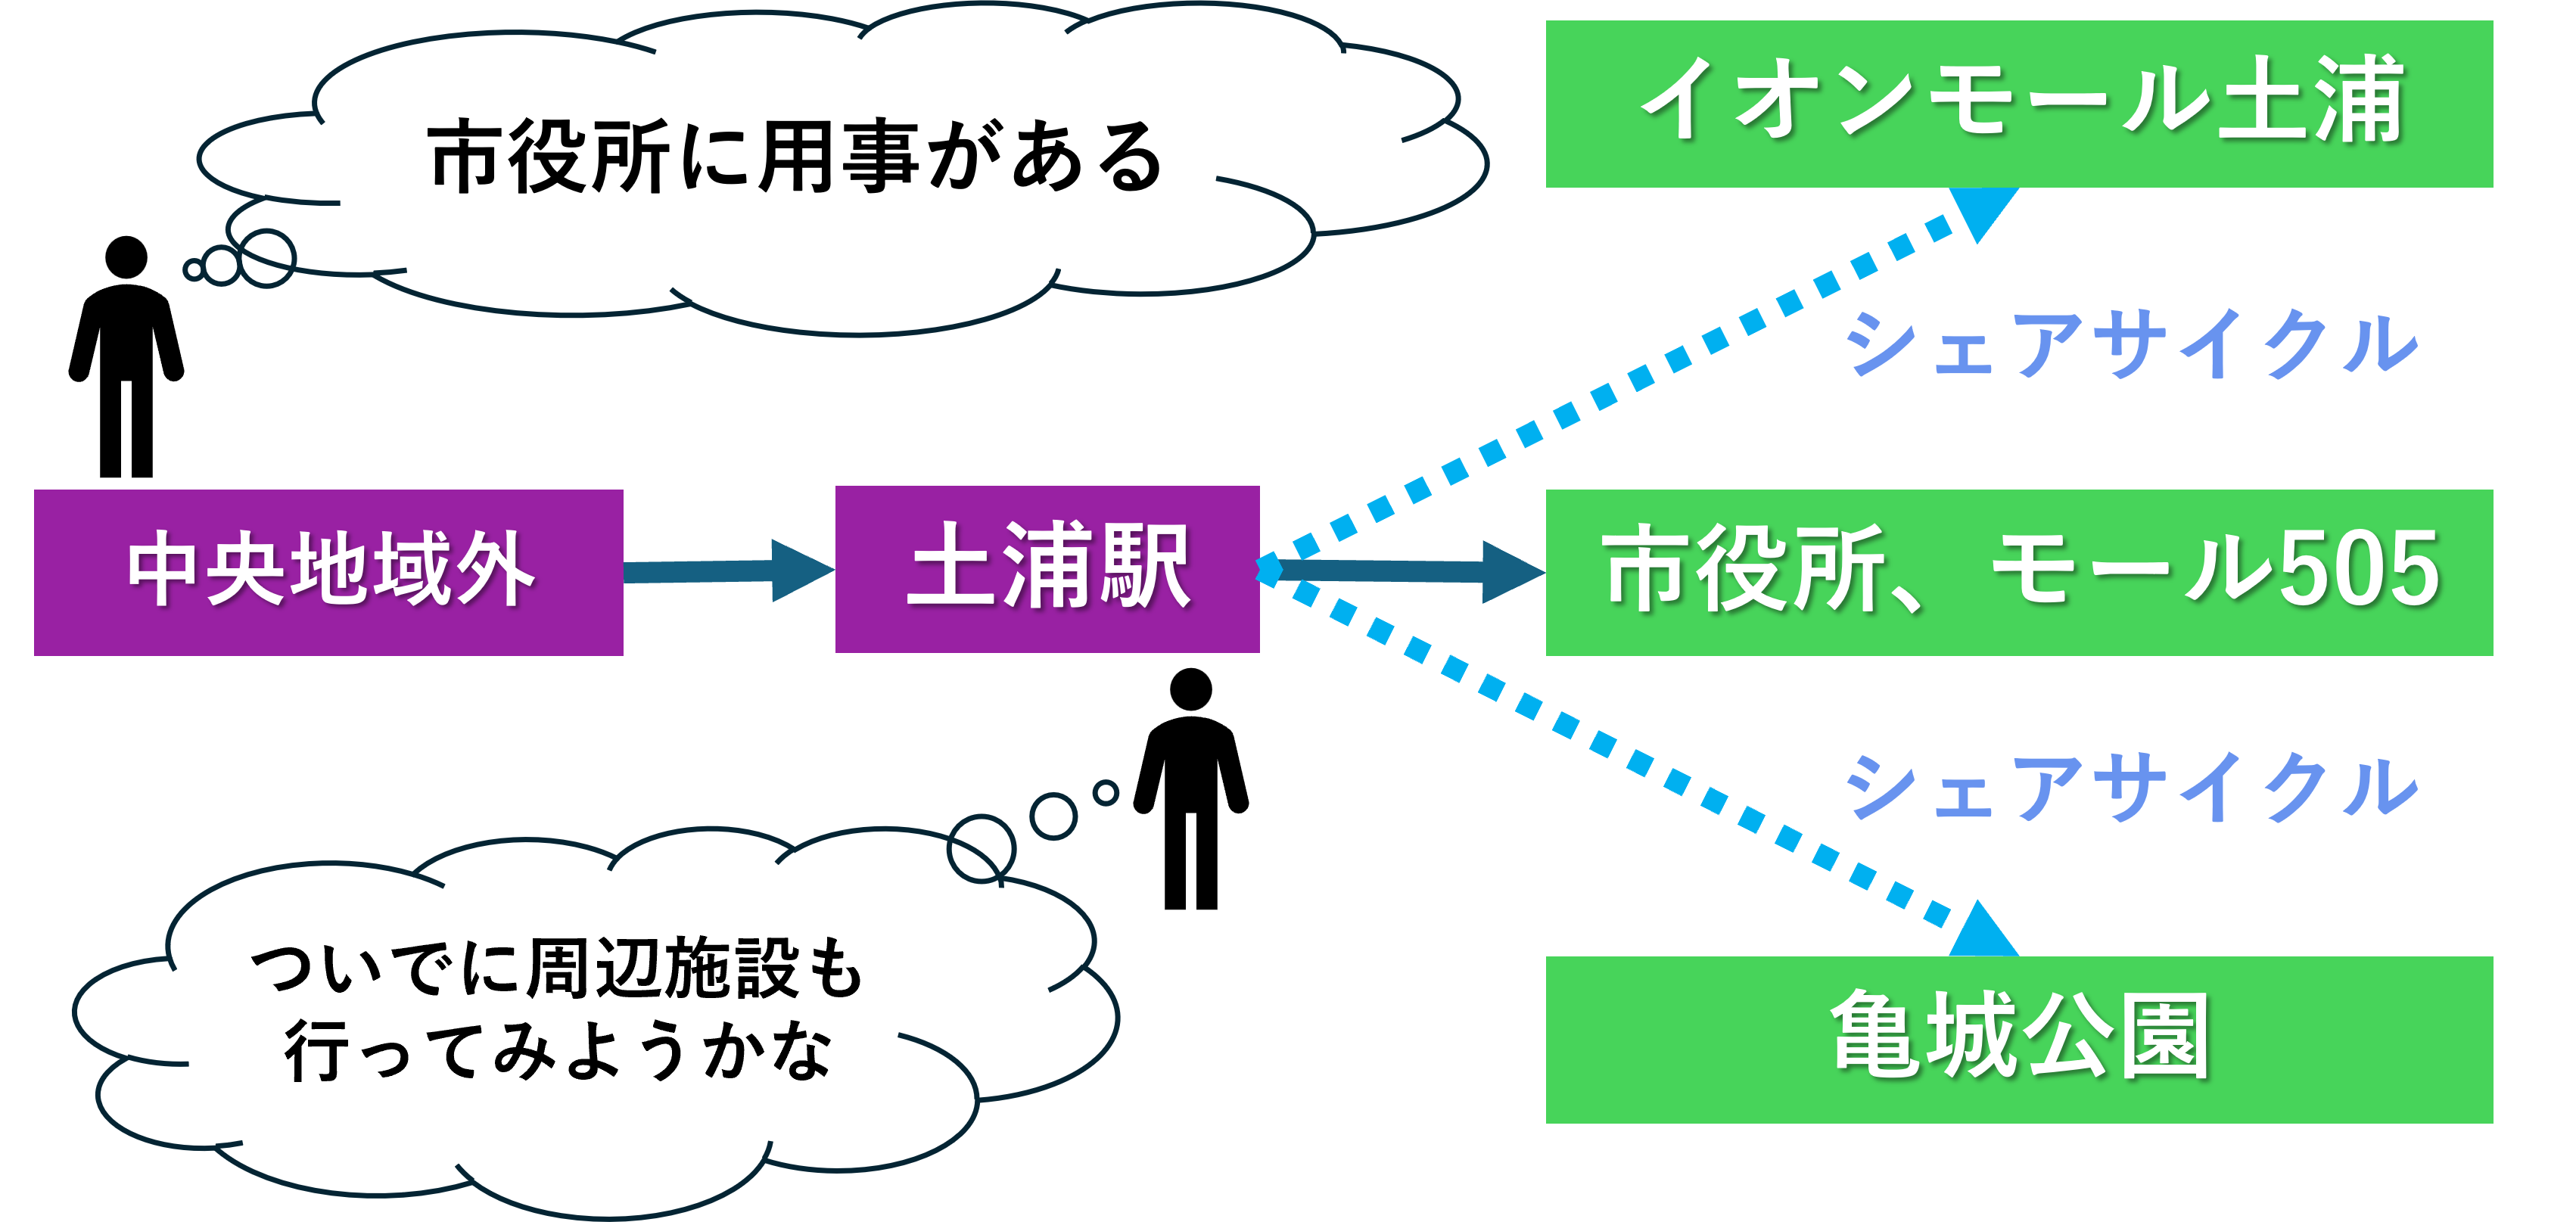 市役所に用事がある
イオンモール土浦
シェアサイクル
中央地域外
土浦駅
市役所、モール505
シェアサイクル
ついでに周辺施設も
行ってみようかな
亀城公園